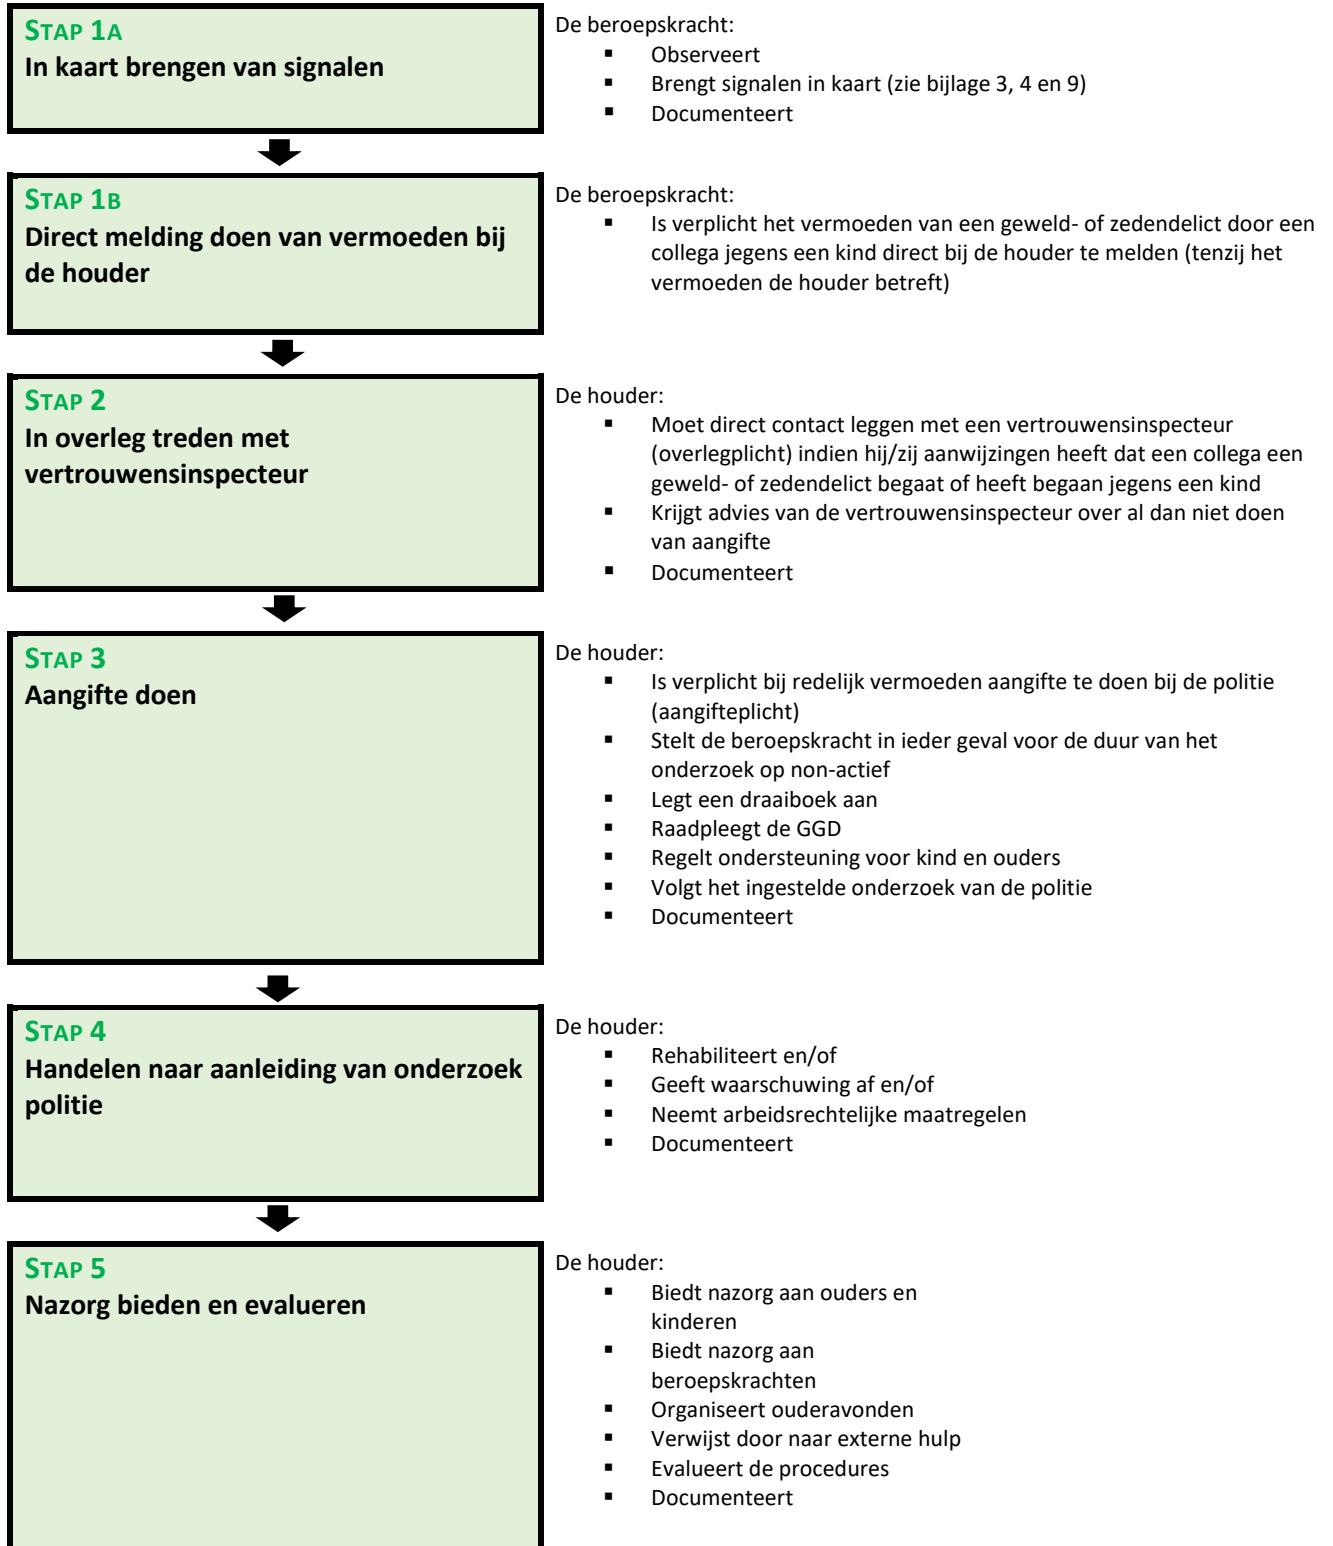 STAP 1A
In kaart brengen van signalen
De beroepskracht:
▪ Observeert
▪ Brengt signalen in kaart (zie bijlage 3, 4 en 9)
▪ Documenteert
STAP 1B
Direct melding doen van vermoeden bij
de houder
De beroepskracht:
▪ Is verplicht het vermoeden van een geweld- of zedendelict door een
collega jegens een kind direct bij de houder te melden (tenzij het
vermoeden de houder betreft)
STAP 2
In overleg treden met
vertrouwensinspecteur
De houder:
▪ Moet direct contact leggen met een vertrouwensinspecteur
(overlegplicht) indien hij/zij aanwijzingen heeft dat een collega een
geweld- of zedendelict begaat of heeft begaan jegens een kind
▪ Krijgt advies van de vertrouwensinspecteur over al dan niet doen
van aangifte
▪ Documenteert
STAP 3
Aangifte doen
De houder:
▪ Is verplicht bij redelijk vermoeden aangifte te doen bij de politie
(aangifteplicht)
▪ Stelt de beroepskracht in ieder geval voor de duur van het
onderzoek op non-actief
▪ Legt een draaiboek aan
▪ Raadpleegt de GGD
▪ Regelt ondersteuning voor kind en ouders
▪ Volgt het ingestelde onderzoek van de politie
▪ Documenteert
STAP 4
Handelen naar aanleiding van onderzoek
politie
De houder:
▪ Rehabiliteert en/of
▪ Geeft waarschuwing af en/of
▪ Neemt arbeidsrechtelijke maatregelen
▪ Documenteert
STAP 5
Nazorg bieden en evalueren
De houder:
▪ Biedt nazorg aan ouders en
kinderen
▪ Biedt nazorg aan
beroepskrachten
▪ Organiseert ouderavonden
▪ Verwijst door naar externe hulp
▪ Evalueert de procedures
▪ Documenteert